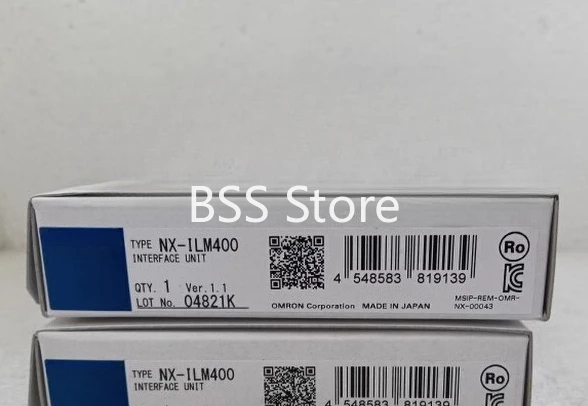 BSS Store
TYPE NX-ILM400
INTERFACE UNIT
QTY. 1 Ver.1.1
LOT No. 04821K
4 548583 819139
OMRON Corporation MADE IN JAPAN
Ro
MSIP-REM-OMR-
NX-00043
TYPE NX-ILM400
INTERFACE UNIT
4 548583 819139
Ro